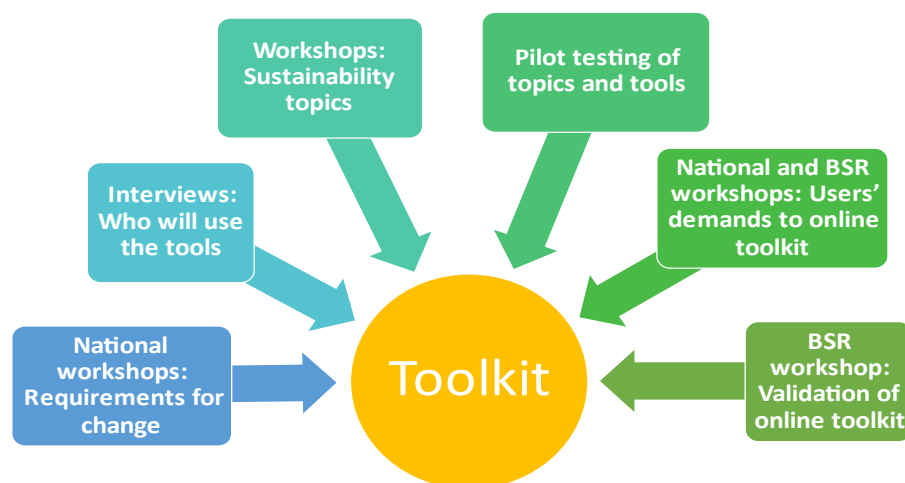 Workshops:
Sustainability
topics
Pilot testing of
topics and tools
Interviews:
Who will use
the tools
National and BSR
workshops: Users’
demands to online
toolkit
National
workshops:
Requirements for
change
Toolkit
BSR
workshop:
Validation of
online toolkit